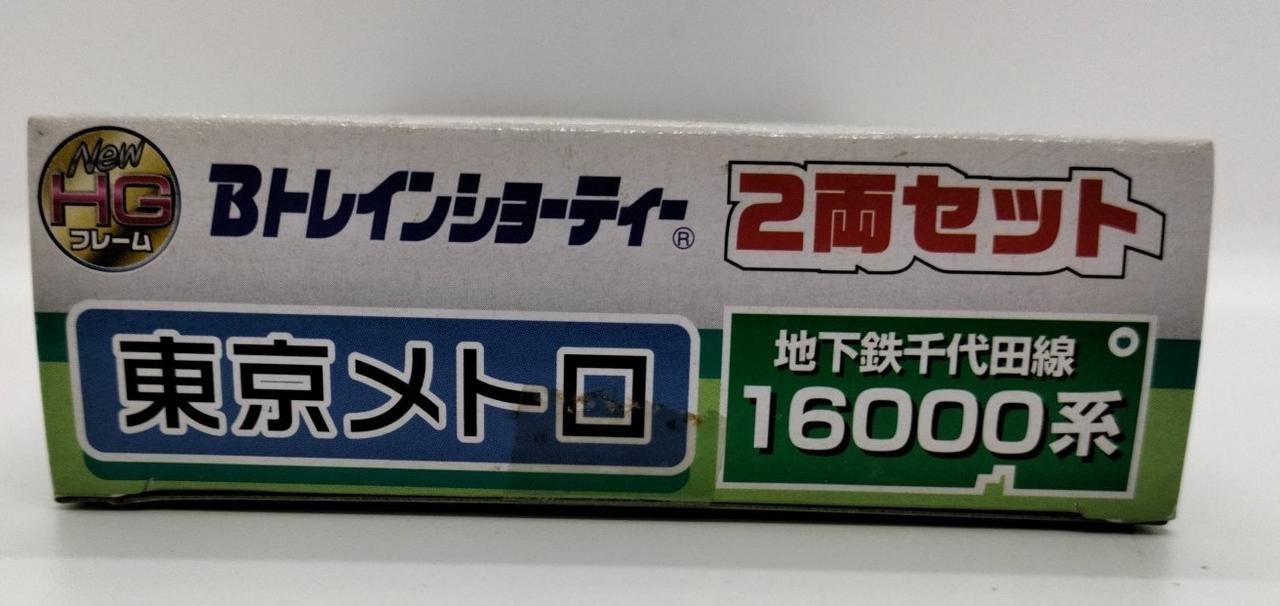 New
HG
フレーム
Bトレインショーティー®
2両セット
東京メトロ
地下鉄千代田線
16000系